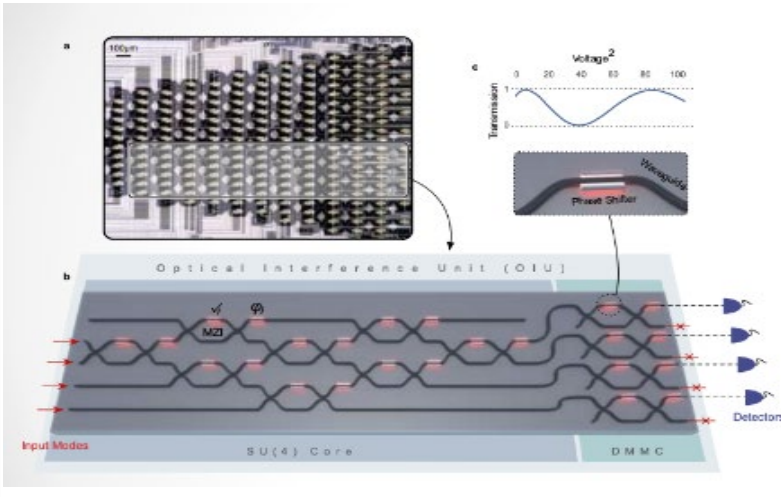 a
100μm
c
Voltage²
0 20 40 60 80 100
Transmission
1
0
Waveguide
Phase Shifter
b
Optical Interference Unit (OIU)
MZI
Input Modes
Detectors
SU(4) Core
DMMC